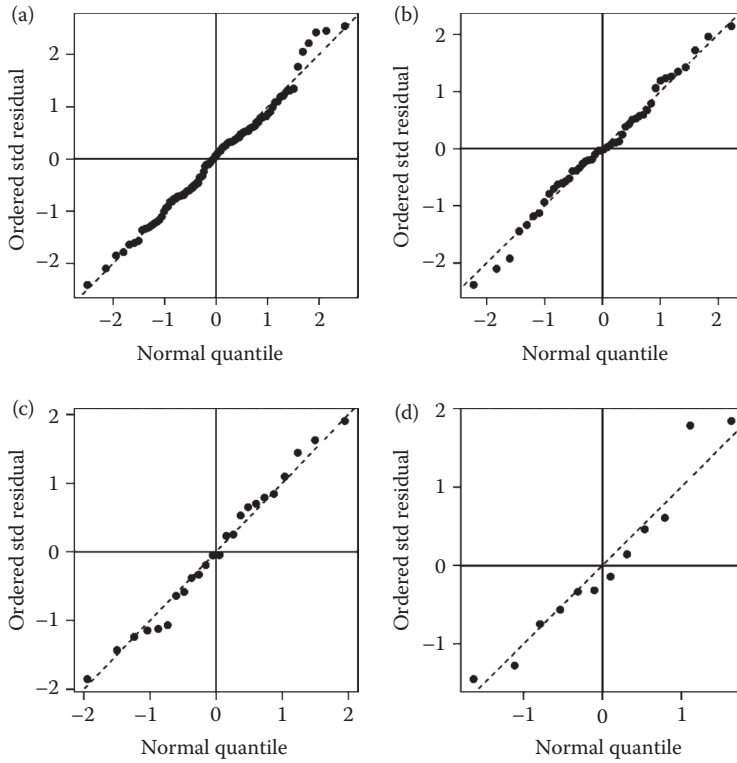 (a)
Ordered std residual
2
1
0
−1
−2
−2 −1 0 1 2
Normal quantile
(b)
Ordered std residual
2
1
0
−1
−2
−2 −1 0 1 2
Normal quantile
(c)
Ordered std residual
2
1
0
−1
−2
−2 −1 0 1 2
Normal quantile
(d)
Ordered std residual
2
1
0
−1
−1 0 1
Normal quantile